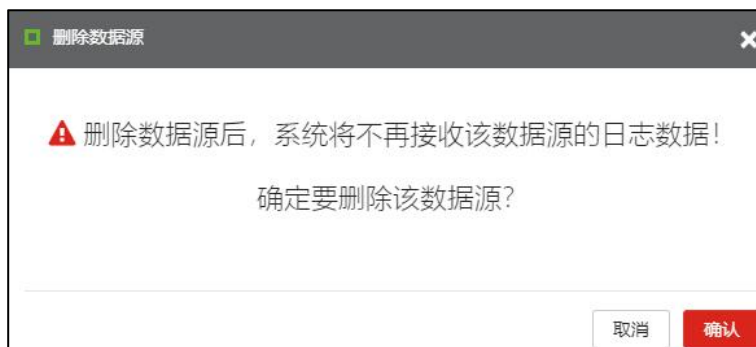 删除数据源
删除数据源后，系统将不再接收该数据源的日志数据！
确定要删除该数据源？
取消
确认